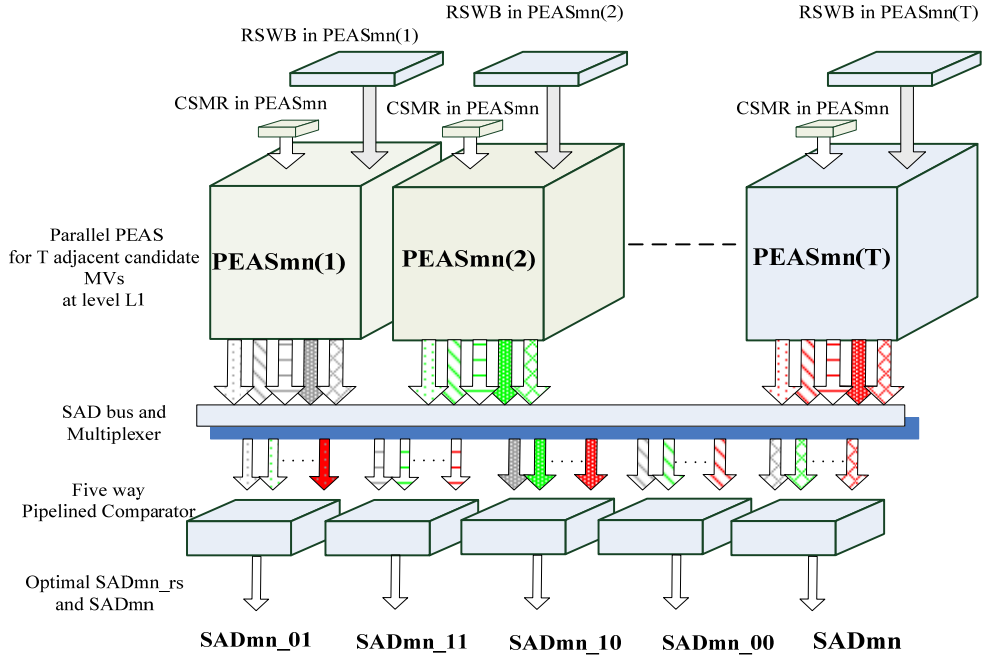 RSWB in PEASmn(1)
RSWB in PEASmn(2)
RSWB in PEASmn(T)
CSMR in PEASmn
CSMR in PEASmn
CSMR in PEASmn
Parallel PEAS
for T adjacent candidate
MVs
at level L1
PEASmn(1)
PEASmn(2)
PEASmn(T)
SAD bus and
Multiplexer
Five way
Pipelined Comparator
Optimal SADmn_rs
and SADmn
SADmn_01
SADmn_11
SADmn_10
SADmn_00
SADmn